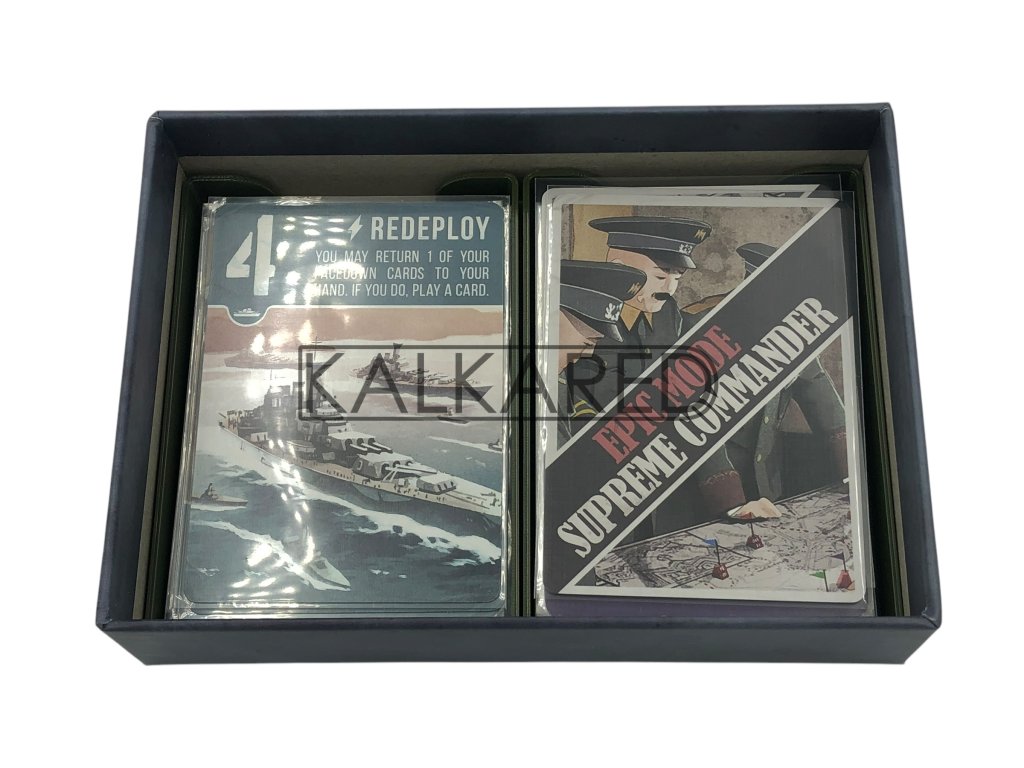 4 REDEPLOY
YOU MAY RETURN 1 OF YOUR
FACEDOWN CARDS TO YOUR
HAND. IF YOU DO, PLAY A CARD.
KALKARED
EPIC MODE
SUPREME COMMANDER